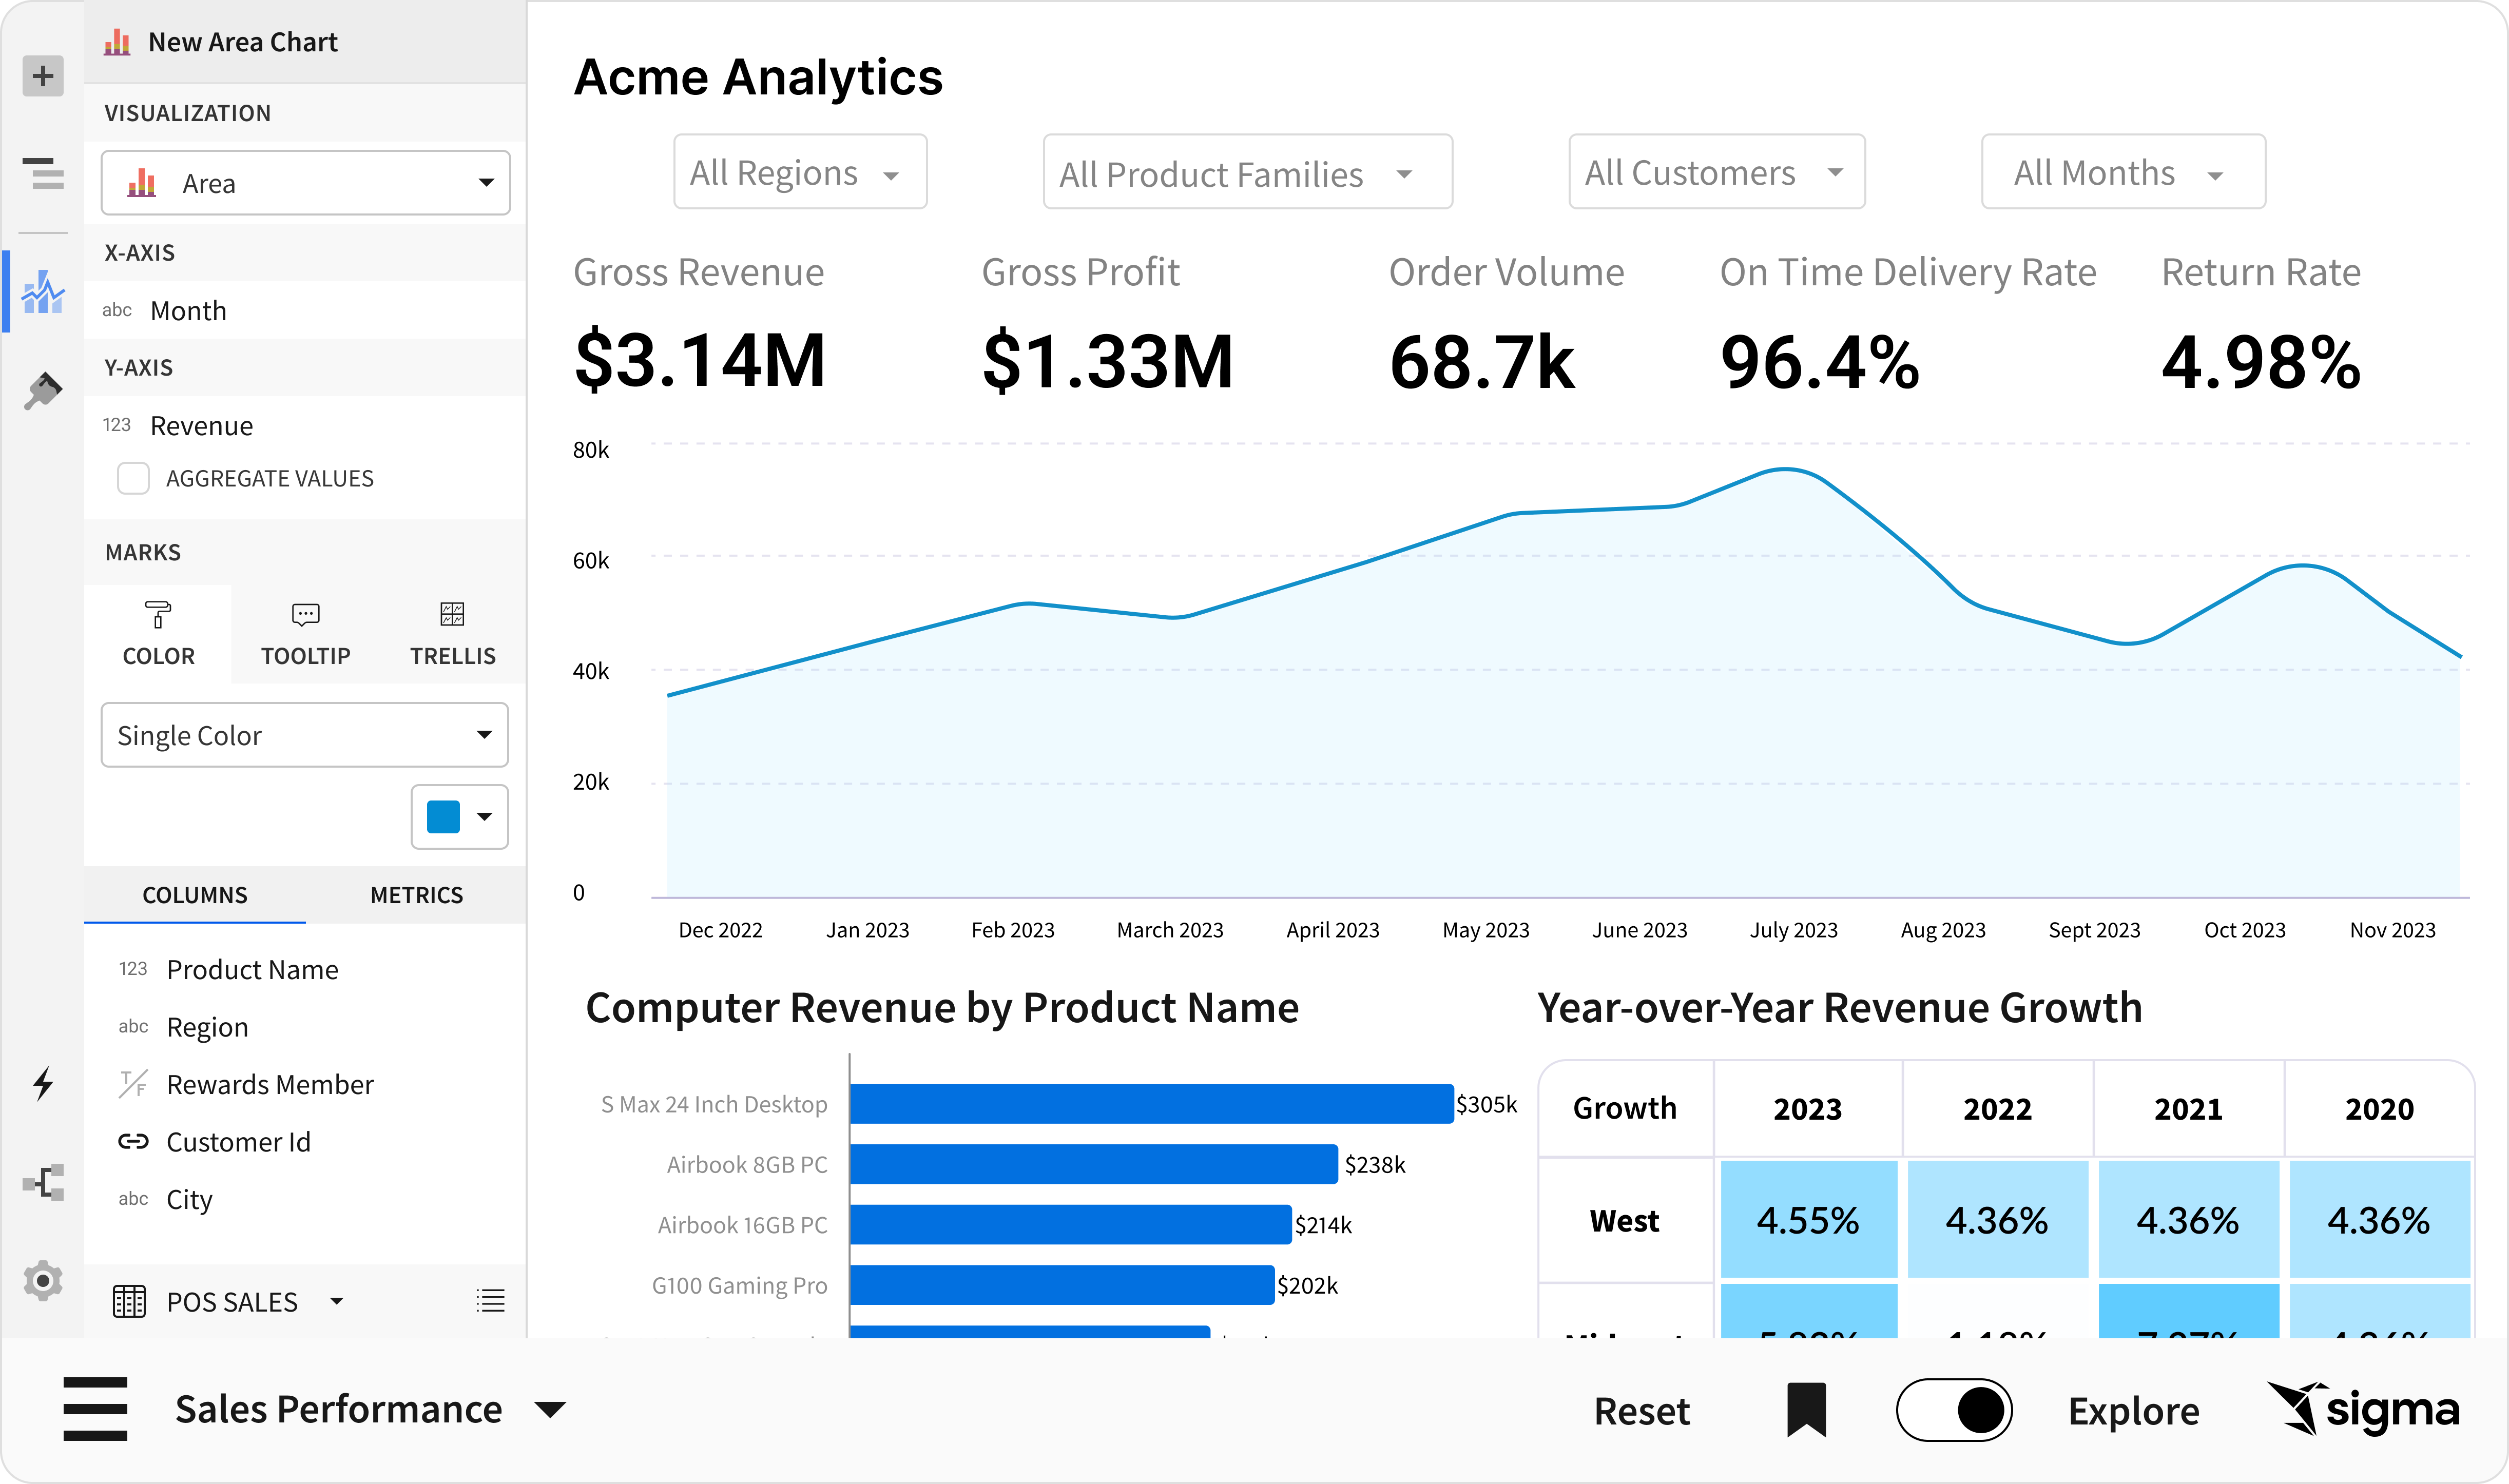 New Area Chart
VISUALIZATION
Area
X-AXIS
abc Month
Y-AXIS
123 Revenue
AGGREGATE VALUES
MARKS
COLOR TOOLTIP TRELLIS
Single Color
COLUMNS METRICS
123 Product Name
abc Region
T/F Rewards Member
Customer Id
abc City
POS SALES
Acme Analytics
All Regions All Product Families All Customers All Months
Gross Revenue Gross Profit Order Volume On Time Delivery Rate Return Rate
$3.14M $1.33M 68.7k 96.4% 4.98%
80k
60k
40k
20k
0
Dec 2022 Jan 2023 Feb 2023 March 2023 April 2023 May 2023 June 2023 July 2023 Aug 2023 Sept 2023 Oct 2023 Nov 2023
Computer Revenue by Product Name
S Max 24 Inch Desktop $305k
Airbook 8GB PC $238k
Airbook 16GB PC $214k
G100 Gaming Pro $202k
Year-over-Year Revenue Growth
Growth 2023 2022 2021 2020
West 4.55% 4.36% 4.36% 4.36%
Sales Performance
Reset
Explore
sigma